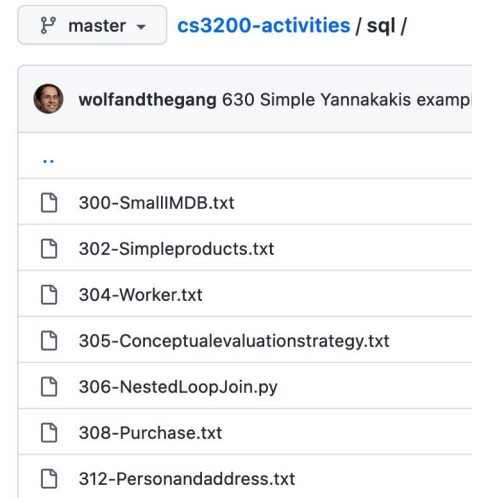 master cs3200-activities / sql /
wolfandthegang 630 Simple Yannakakis exampl
..
300-SmallIMDB.txt
302-Simpleproducts.txt
304-Worker.txt
305-Conceptualevaluationstrategy.txt
306-NestedLoopJoin.py
308-Purchase.txt
312-Personandaddress.txt